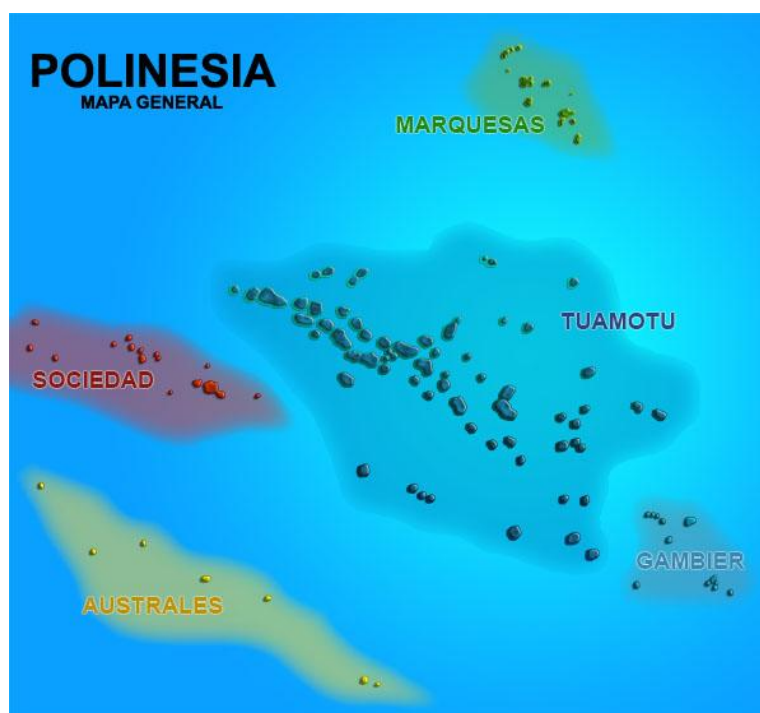 POLINESIA
MAPA GENERAL
MARQUESAS
TUAMOTU
SOCIEDAD
GAMBIER
AUSTRALES